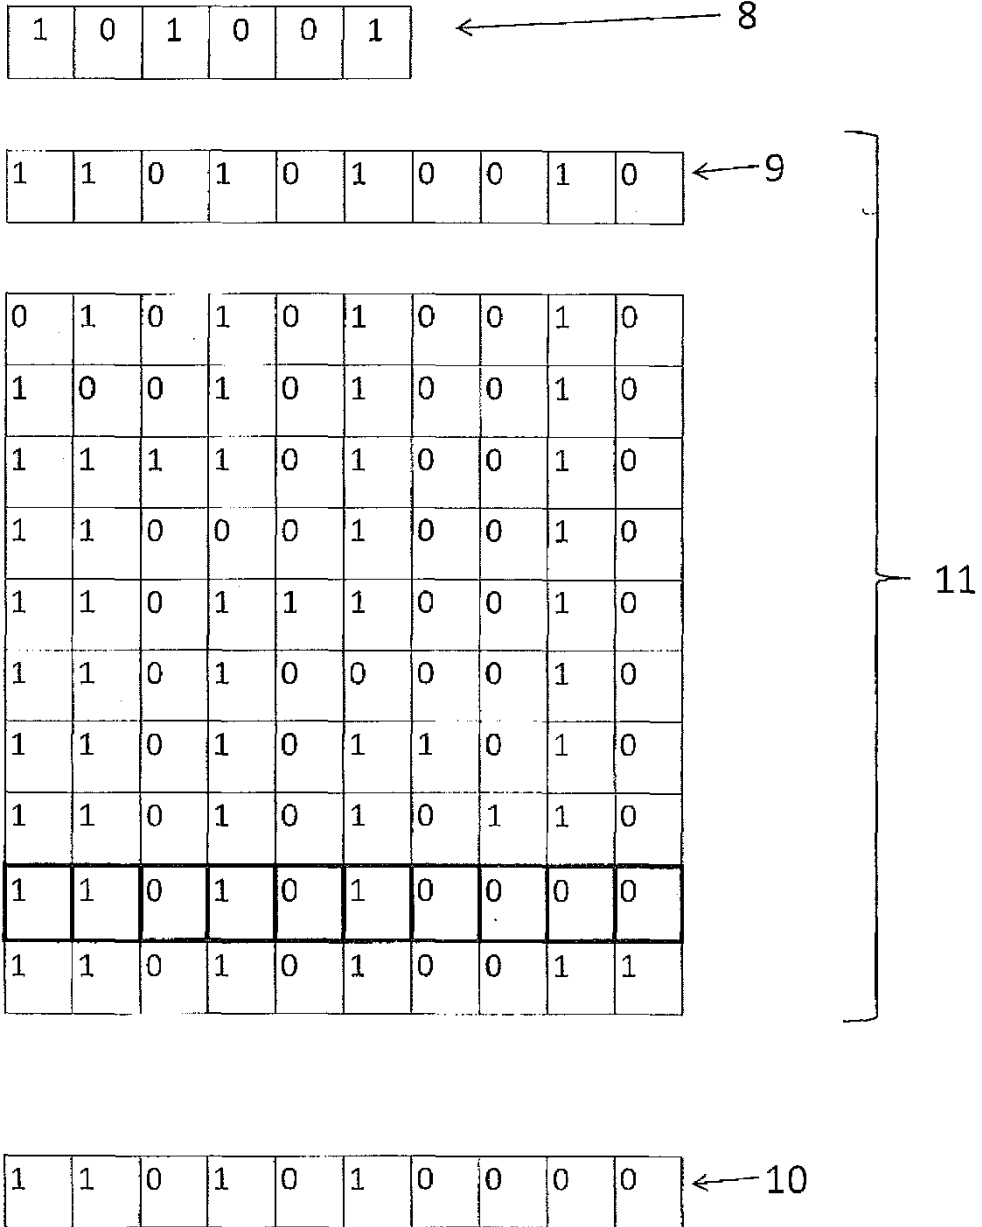 1 0 1 0 0 1 8
1 1 0 1 0 1 0 0 1 0 9
0 1 0 1 0 1 0 0 1 0
1 0 0 1 0 1 0 0 1 0
1 1 1 1 0 1 0 0 1 0
1 1 0 0 0 1 0 0 1 0
1 1 0 1 1 1 0 0 1 0
11
1 1 0 1 0 0 0 0 1 0
1 1 0 1 0 1 1 0 1 0
1 1 0 1 0 1 0 1 1 0
1 1 0 1 0 1 0 0 0 0
1 1 0 1 0 1 0 0 1 1
1 1 0 1 0 1 0 0 0 0 10